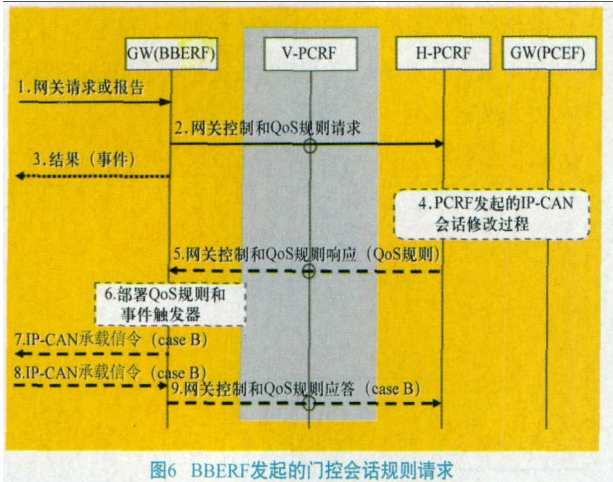 GW(BBERF)
V-PCRF
H-PCRF
GW(PCEF)
1.网关请求或报告
2.网关控制和QoS规则请求
3.结果（事件）
4.PCRF发起的IP-CAN
会话修改过程
5.网关控制和QoS规则响应（QoS规则）
6.部署QoS规则和
事件触发器
7.IP-CAN承载信令（case B）
8.IP-CAN承载信令（case B）
9.网关控制和QoS规则应答（case B）
图6 BBERF发起的门控会话规则请求